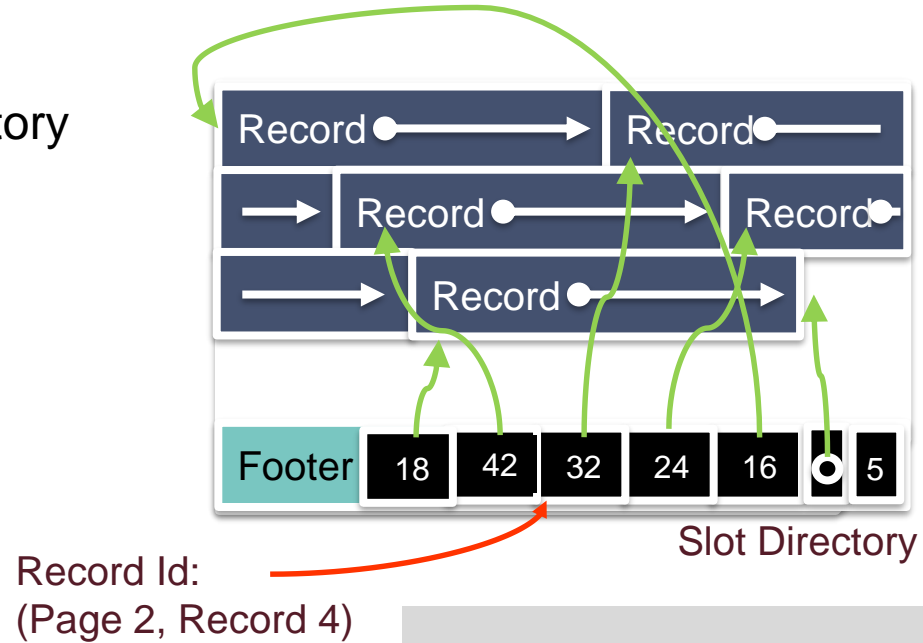 tory
Record Record
Record Record
Record
Footer 18 42 32 24 16 5
Slot Directory
Record Id:
(Page 2, Record 4)